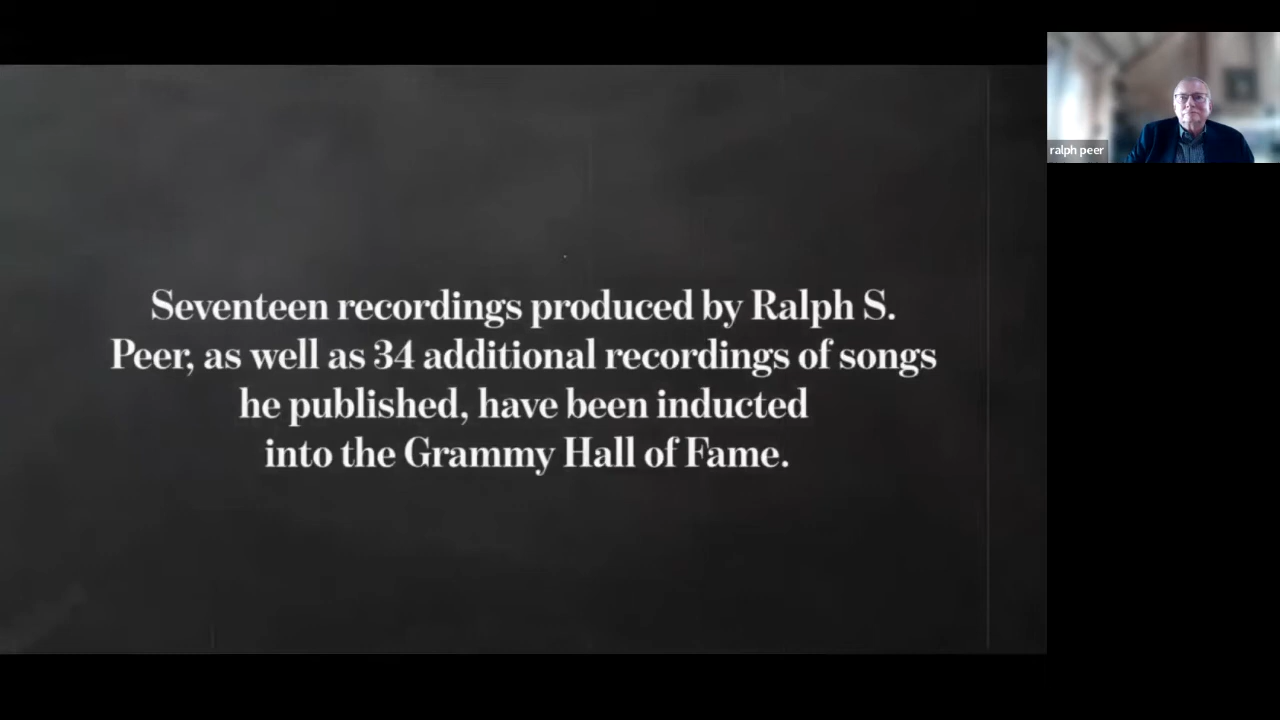 Seventeen recordings produced by Ralph S.
Peer, as well as 34 additional recordings of songs
he published, have been inducted
into the Grammy Hall of Fame.
ralph peer